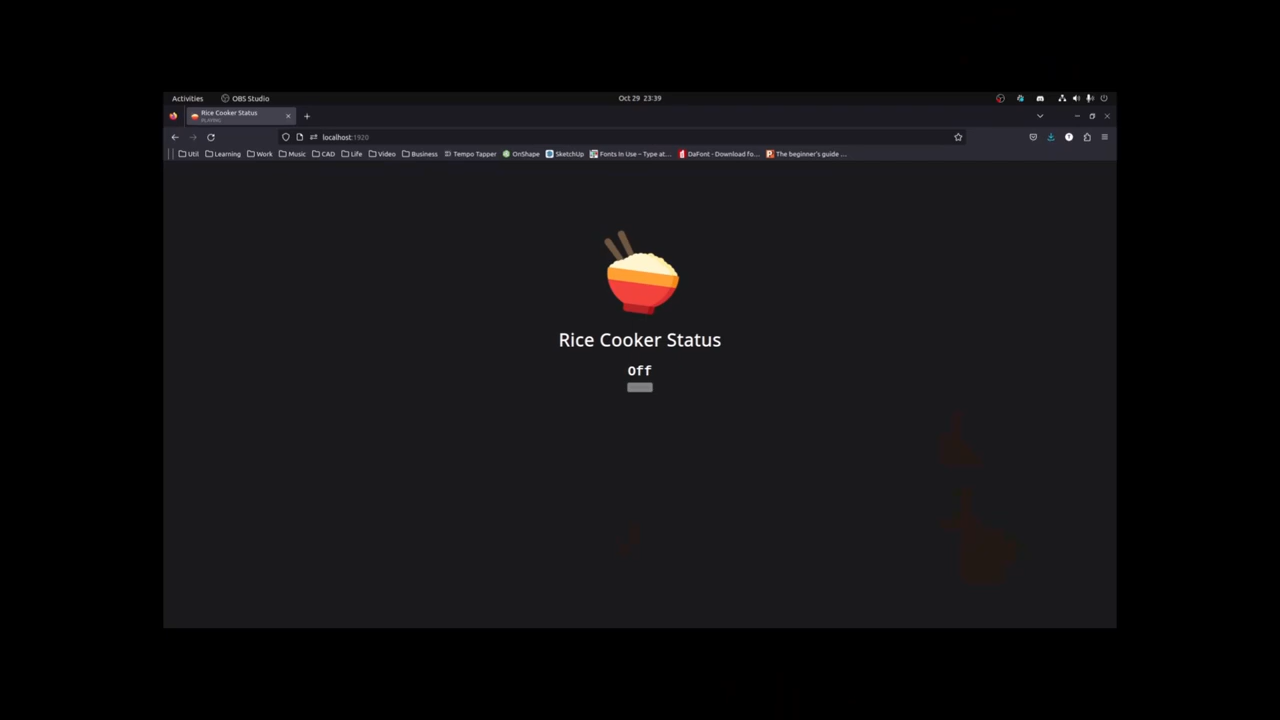 Activities OBS Studio Oct 29 23:39
Rice Cooker Status
PLAYING
localhost:1920
Util Learning Work Music CAD Life Video Business Tempo Tapper OnShape SketchUp Fonts In Use – Type at… DaFont - Download fo… The beginner's guide …
Rice Cooker Status
Off